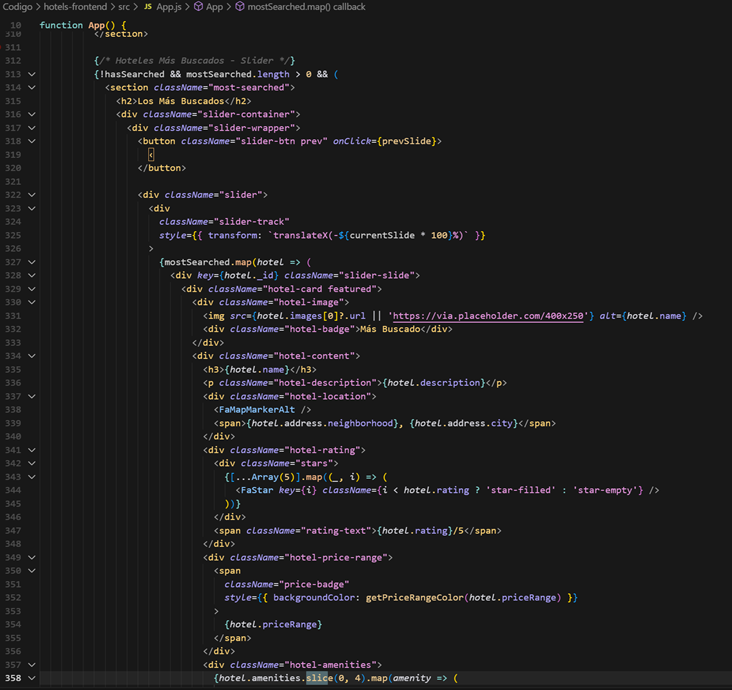 Codigo > hotels-frontend > src > JS App.js > App > mostSearched.map() callback
10 function App() {
310 </section>
311
312 {/* Hoteles Más Buscados - Slider */}
313 {!hasSearched && mostSearched.length > 0 && (
314 <section className="most-searched">
315 <h2>Los Más Buscados</h2>
316 <div className="slider-container">
317 <div className="slider-wrapper">
318 <button className="slider-btn prev" onClick={prevSlide}>
319 ‹
320 </button>
321
322 <div className="slider">
323 <div
324 className="slider-track"
325 style={{ transform: `translateX(-${currentSlide * 100}%)` }}
326 >
327 {mostSearched.map(hotel => (
328 <div key={hotel._id} className="slider-slide">
329 <div className="hotel-card featured">
330 <div className="hotel-image">
331 <img src={hotel.images[0]?.url || 'https://via.placeholder.com/400x250'} alt={hotel.name} />
332 <div className="hotel-badge">Más Buscado</div>
333 </div>
334 <div className="hotel-content">
335 <h3>{hotel.name}</h3>
336 <p className="hotel-description">{hotel.description}</p>
337 <div className="hotel-location">
338 <FaMapMarkerAlt />
339 <span>{hotel.address.neighborhood}, {hotel.address.city}</span>
340 </div>
341 <div className="hotel-rating">
342 <div className="stars">
343 {[...Array(5)].map((_, i) => (
344 <FaStar key={i} className={i < hotel.rating ? 'star-filled' : 'star-empty'} />
345 ))}
346 </div>
347 <span className="rating-text">{hotel.rating}/5</span>
348 </div>
349 <div className="hotel-price-range">
350 <span
351 className="price-badge"
352 style={{ backgroundColor: getPriceRangeColor(hotel.priceRange) }}
353 >
354 {hotel.priceRange}
355 </span>
356 </div>
357 <div className="hotel-amenities">
358 {hotel.amenities.slice(0, 4).map(amenity => (